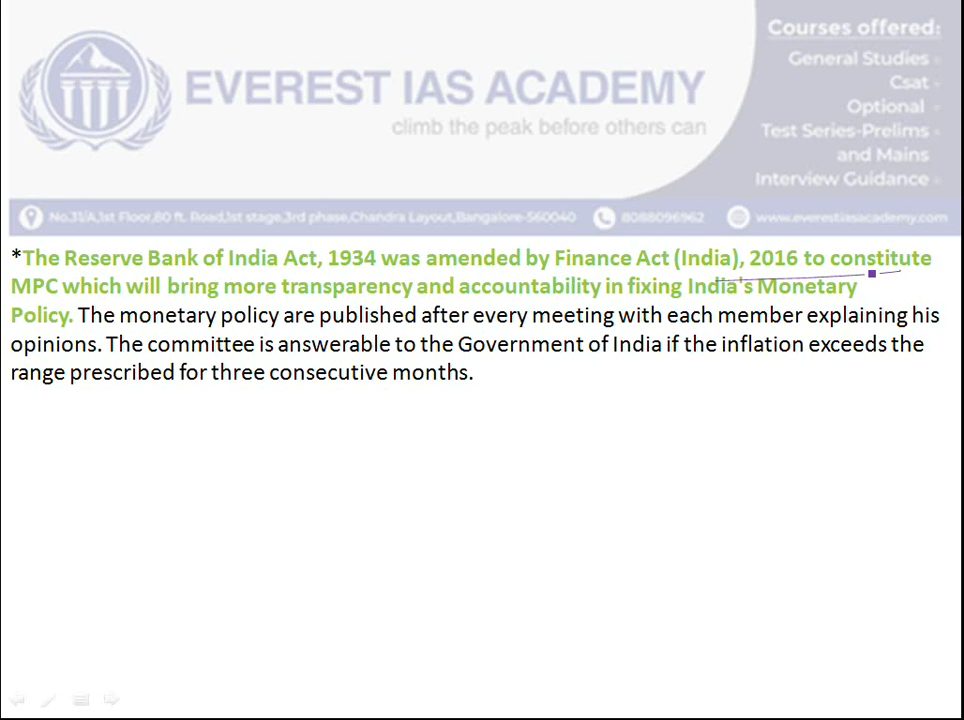 EVEREST IAS ACADEMY
climb the peak before others can
Courses offered:
General Studies
Csat
Optional
Test Series-Prelims
and Mains
Interview Guidance
No.31/A,1st Floor,80 ft. Road,1st stage,3rd phase,Chandra Layout,Bangalore-560040
8088096962
www.everestiasacademy.com
*The Reserve Bank of India Act, 1934 was amended by Finance Act (India), 2016 to constitute
MPC which will bring more transparency and accountability in fixing India's Monetary
Policy. The monetary policy are published after every meeting with each member explaining his
opinions. The committee is answerable to the Government of India if the inflation exceeds the
range prescribed for three consecutive months.